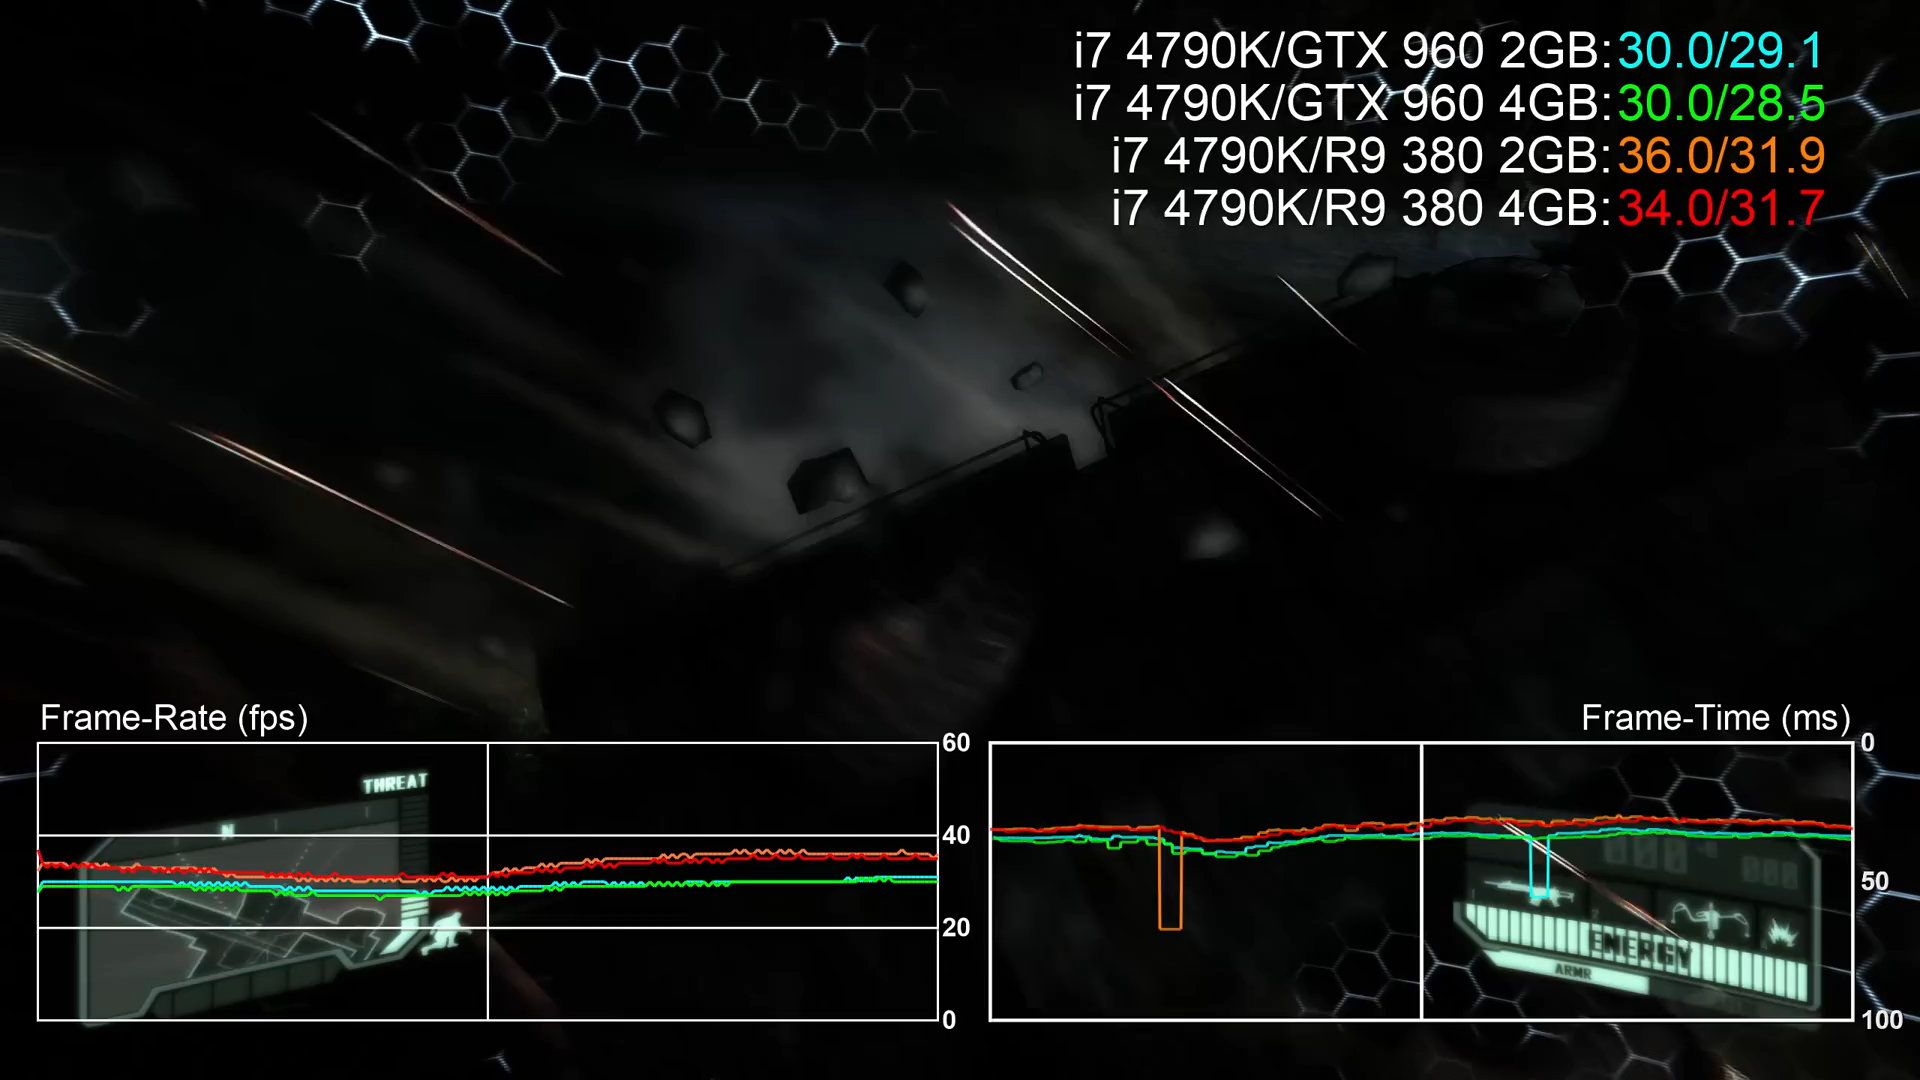 i7 4790K/GTX 960 2GB:30.0/29.1
i7 4790K/GTX 960 4GB:30.0/28.5
i7 4790K/R9 380 2GB:36.0/31.9
i7 4790K/R9 380 4GB:34.0/31.7
Frame-Rate (fps)
60
40
20
0
THREAT
N
Frame-Time (ms)
0
50
100
ENERGY
ARMR